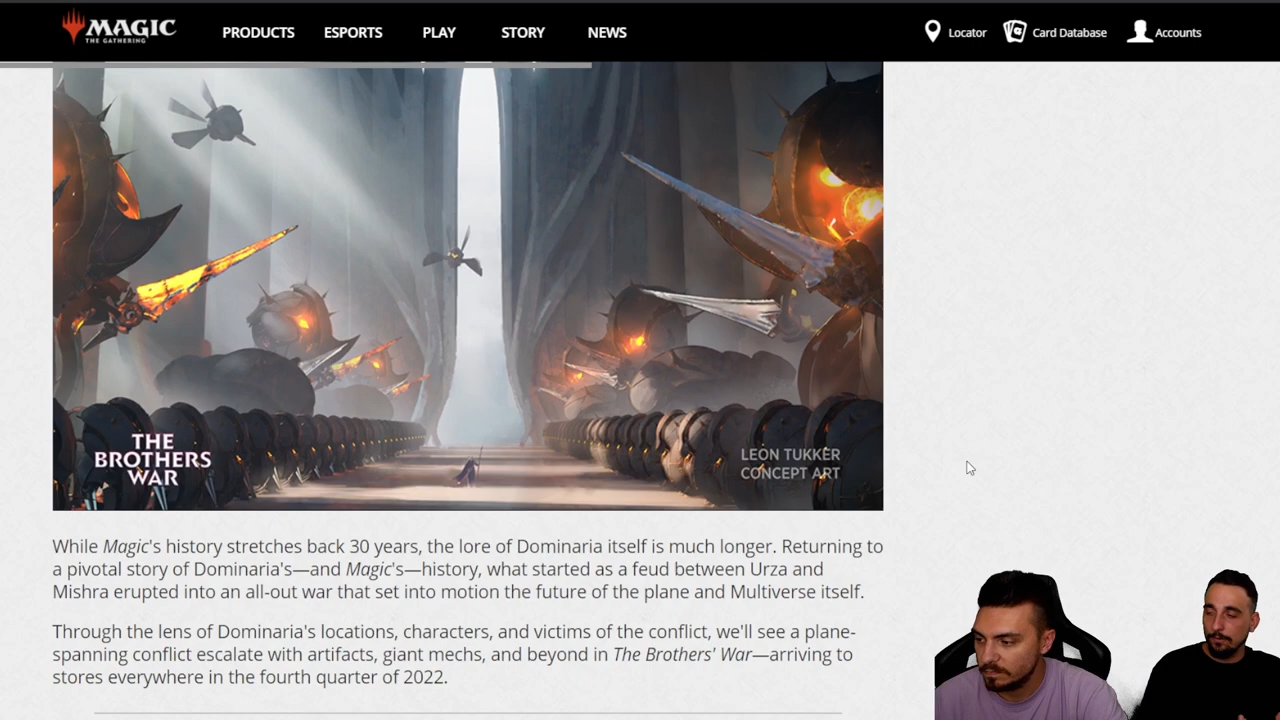 MAGIC
THE GATHERING
PRODUCTS
ESPORTS
PLAY
STORY
NEWS
Locator
Card Database
Accounts
THE
BROTHERS
WAR
LEON TUKKER
CONCEPT ART
While Magic's history stretches back 30 years, the lore of Dominaria itself is much longer. Returning to
a pivotal story of Dominaria's—and Magic's—history, what started as a feud between Urza and
Mishra erupted into an all-out war that set into motion the future of the plane and Multiverse itself.
Through the lens of Dominaria's locations, characters, and victims of the conflict, we'll see a plane-
spanning conflict escalate with artifacts, giant mechs, and beyond in The Brothers' War—arriving to
stores everywhere in the fourth quarter of 2022.